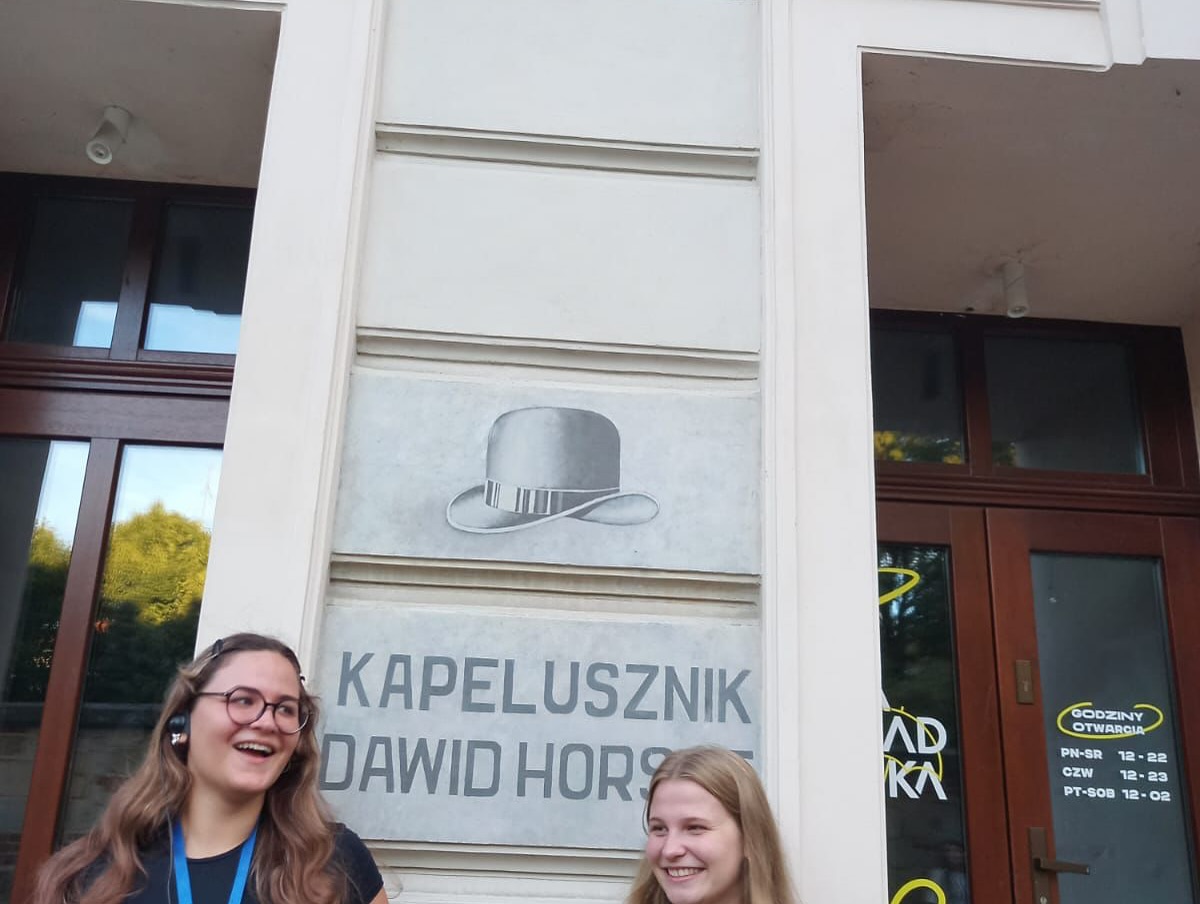 KAPELUSZNIK
DAWID
GODZINY
OTWARCIA
PN-SR 12-22
CZW 12-23
PT-SOB 12-02